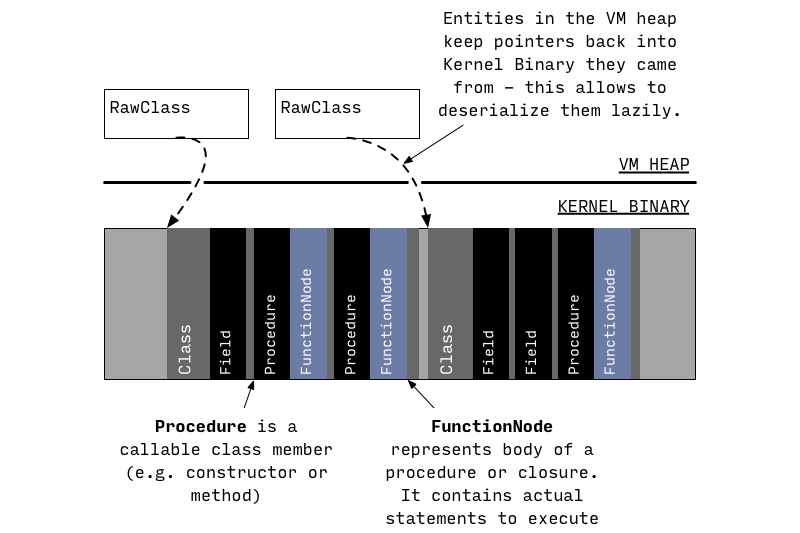 Entities in the VM heap
keep pointers back into
Kernel Binary they came
from – this allows to
deserialize them lazily.
RawClass
RawClass
VM HEAP
KERNEL BINARY
Class
Field
Procedure
FunctionNode
Procedure
FunctionNode
Class
Field
Field
Procedure
FunctionNode
Procedure is a
callable class member
(e.g. constructor or
method)
FunctionNode
represents body of a
procedure or closure.
It contains actual
statements to execute